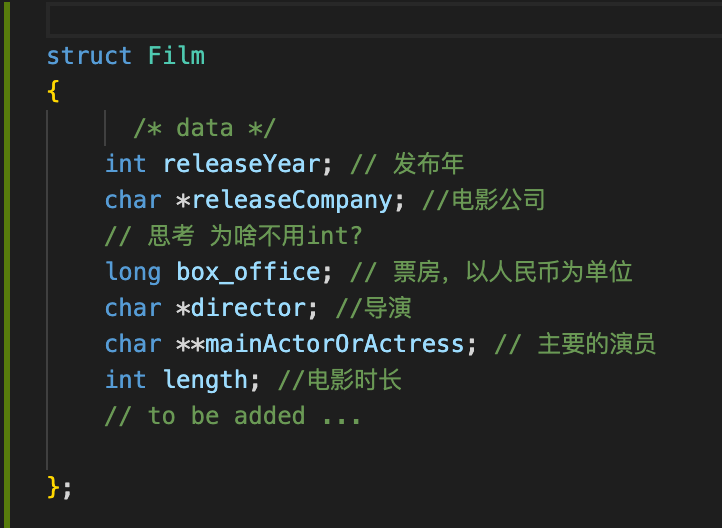 struct Film
{
/* data */
int releaseYear; // 发布年
char *releaseCompany; //电影公司
// 思考 为啥不用int?
long box_office; // 票房，以人民币为单位
char *director; //导演
char **mainActorOrActress; // 主要的演员
int length; //电影时长
// to be added ...
};